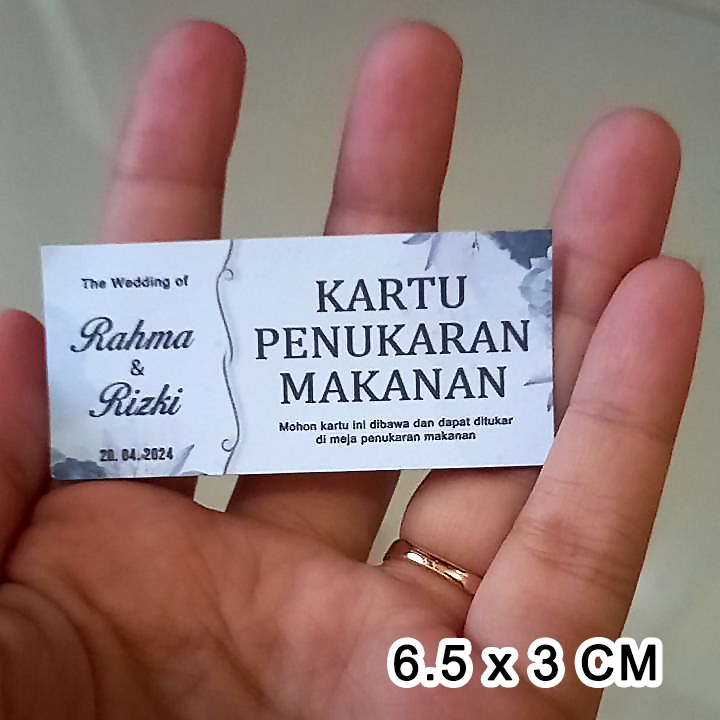 The Wedding of
Rahma
&
Rizki
20. 04. 2024
KARTU
PENUKARAN
MAKANAN
Mohon kartu ini dibawa dan dapat ditukar
di meja penukaran makanan
6.5 x 3 CM